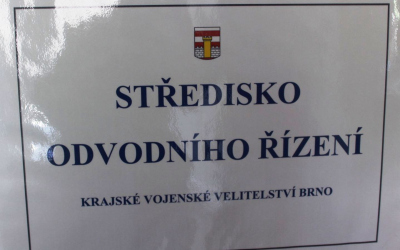 STŘEDISKO
ODVODNÍHO ŘÍZENÍ
KRAJSKÉ VOJENSKÉ VELITELSTVÍ BRNO